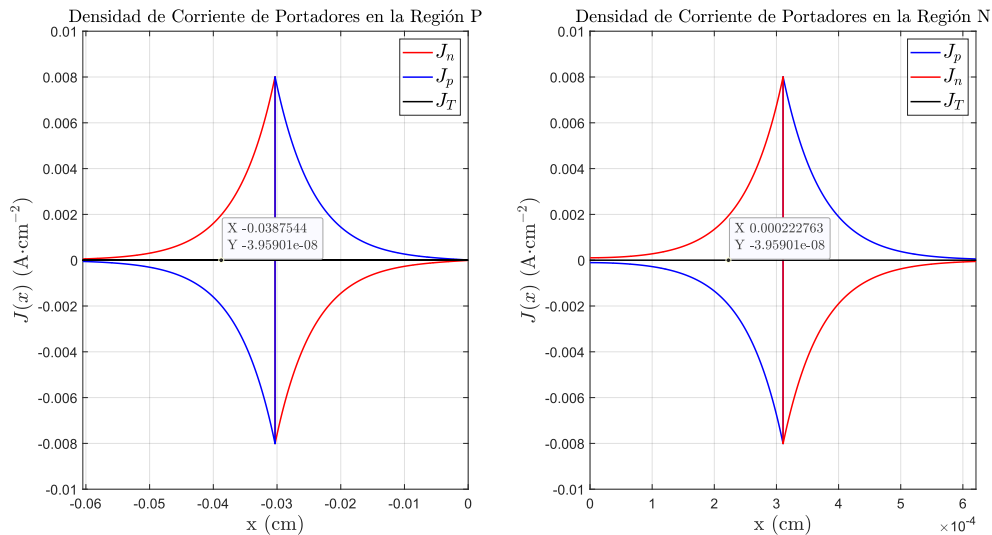 Densidad de Corriente de Portadores en la Región P
0.01
0.008
0.006
0.004
0.002
0
-0.002
-0.004
-0.006
-0.008
-0.01
J(x) (A·cm⁻²)
J_n
J_p
J_T
X -0.0387544
Y -3.95901e-08
-0.06
-0.05
-0.04
-0.03
-0.02
-0.01
0
x (cm)
Densidad de Corriente de Portadores en la Región N
0.01
0.008
0.006
0.004
0.002
0
-0.002
-0.004
-0.006
-0.008
-0.01
J(x) (A·cm⁻²)
J_p
J_n
J_T
X 0.000222763
Y -3.95901e-08
0
1
2
3
4
5
6
×10⁻⁴
x (cm)